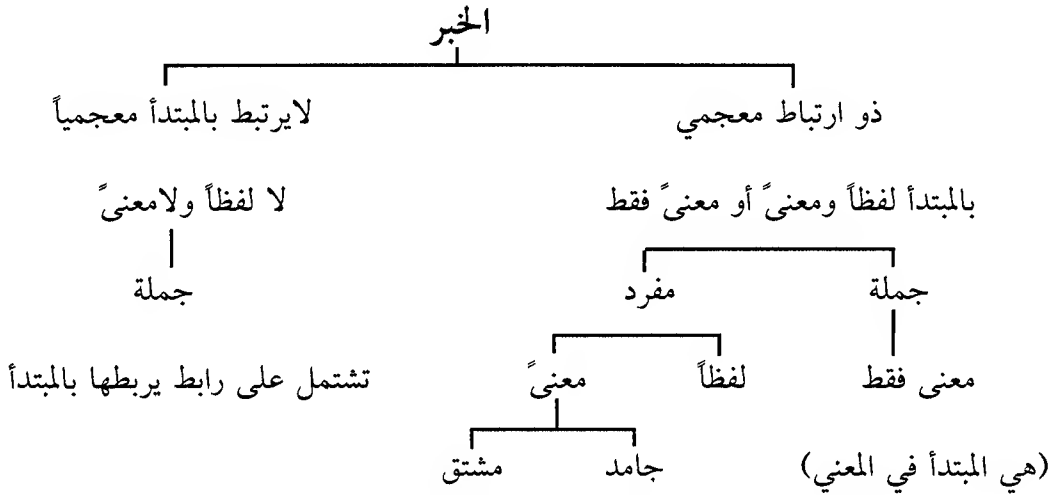 الخبر
ذو ارتباط معجمي لايرتبط بالمبتدأ معجمياً
بالمبتدأ لفظاً ومعنىً أو معنىً فقط لا لفظاً ولامعنىً
جملة مفرد جملة
معنى فقط لفظاً معنىً تشتمل على رابط يربطها بالمبتدأ
(هي المبتدأ في المعني) جامد مشتق